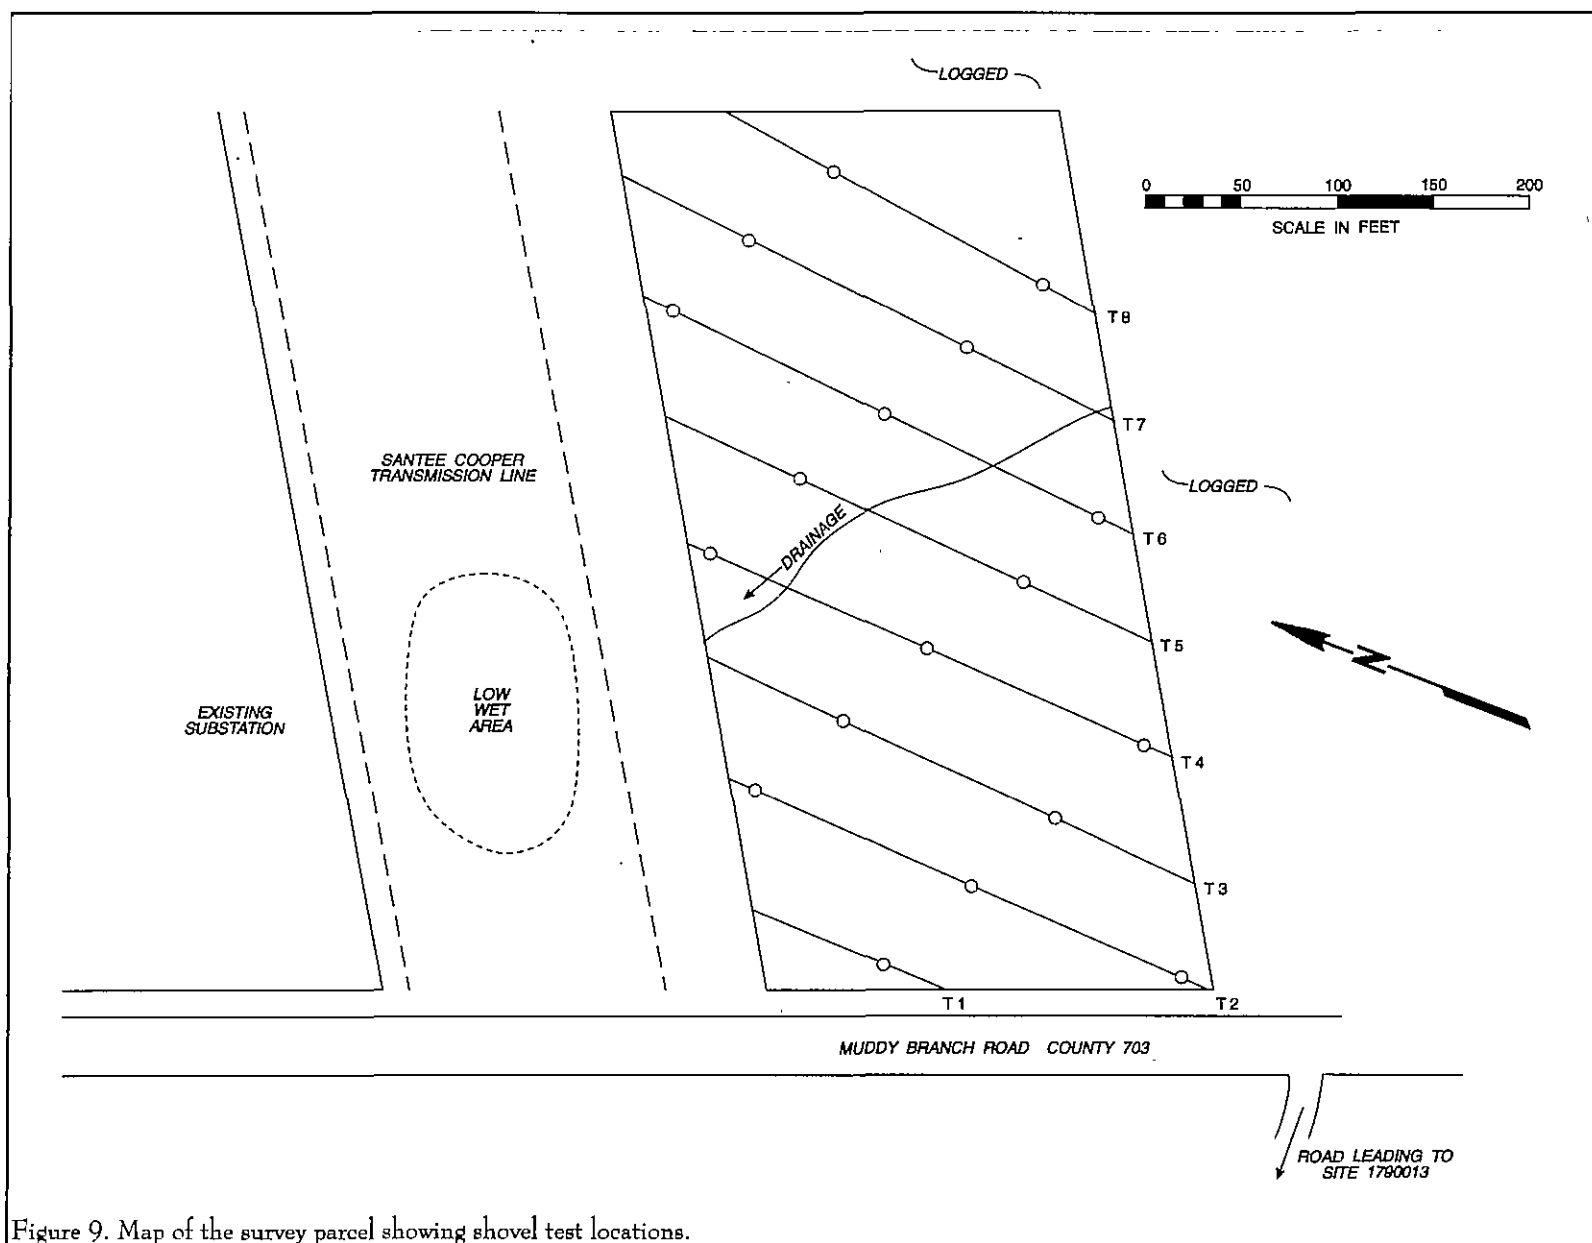 LOGGED
0 50 100 150 200
SCALE IN FEET
T8
T7
SANTEE COOPER
TRANSMISSION LINE
LOGGED
DRAINAGE
T6
T5
N
LOW
WET
AREA
EXISTING
SUBSTATION
T4
T3
T1
T2
MUDDY BRANCH ROAD COUNTY 703
ROAD LEADING TO
SITE 1790013
Figure 9. Map of the survey parcel showing shovel test locations.